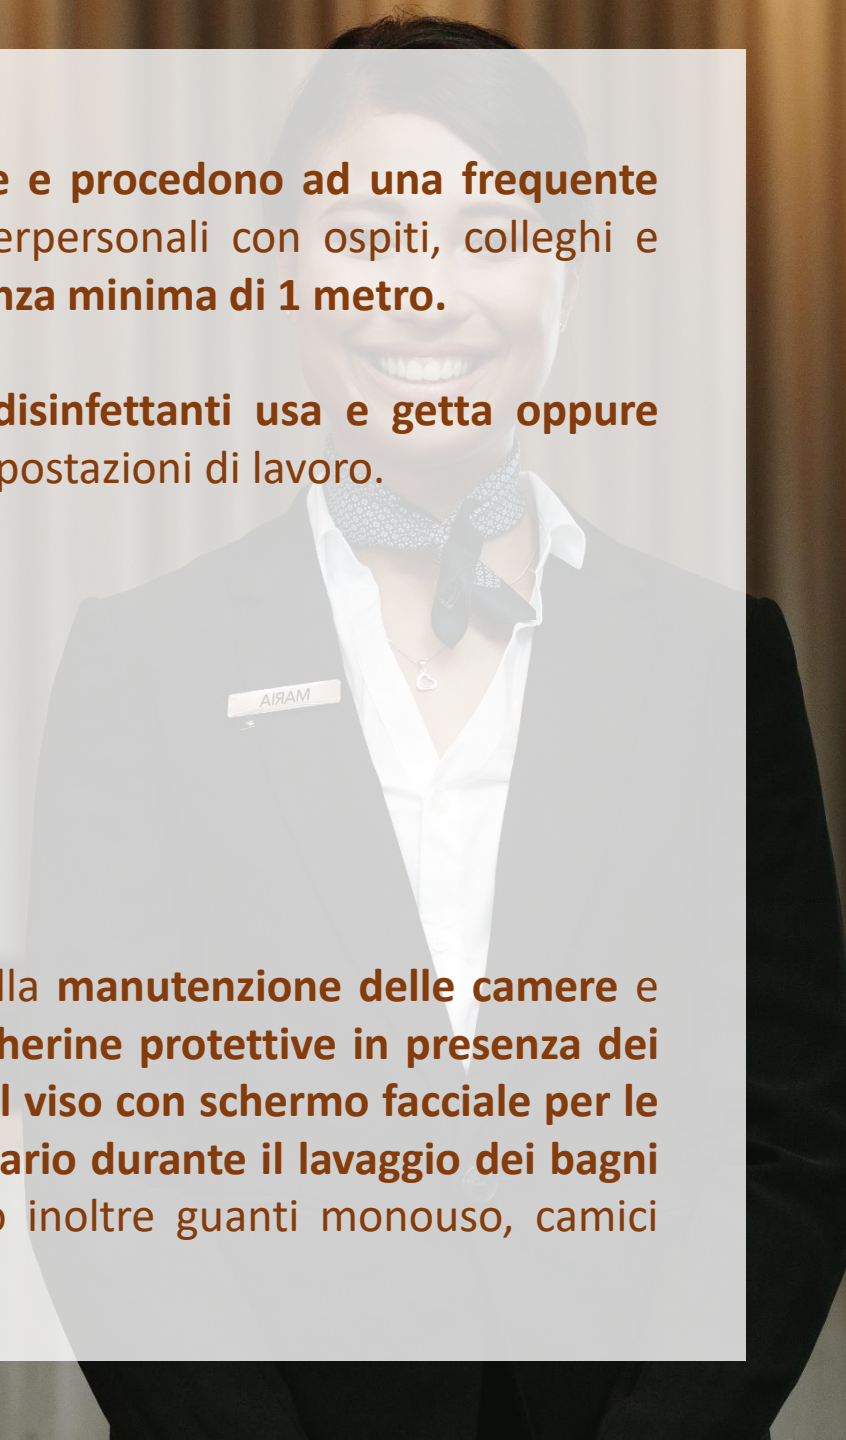 e e procedono ad una frequente
erpersonali con ospiti, colleghi e
nza minima di 1 metro.
disinfettanti usa e getta oppure
postazioni di lavoro.
MARIA
lla manutenzione delle camere e
herine protettive in presenza dei
l viso con schermo facciale per le
ario durante il lavaggio dei bagni
o inoltre guanti monouso, camici